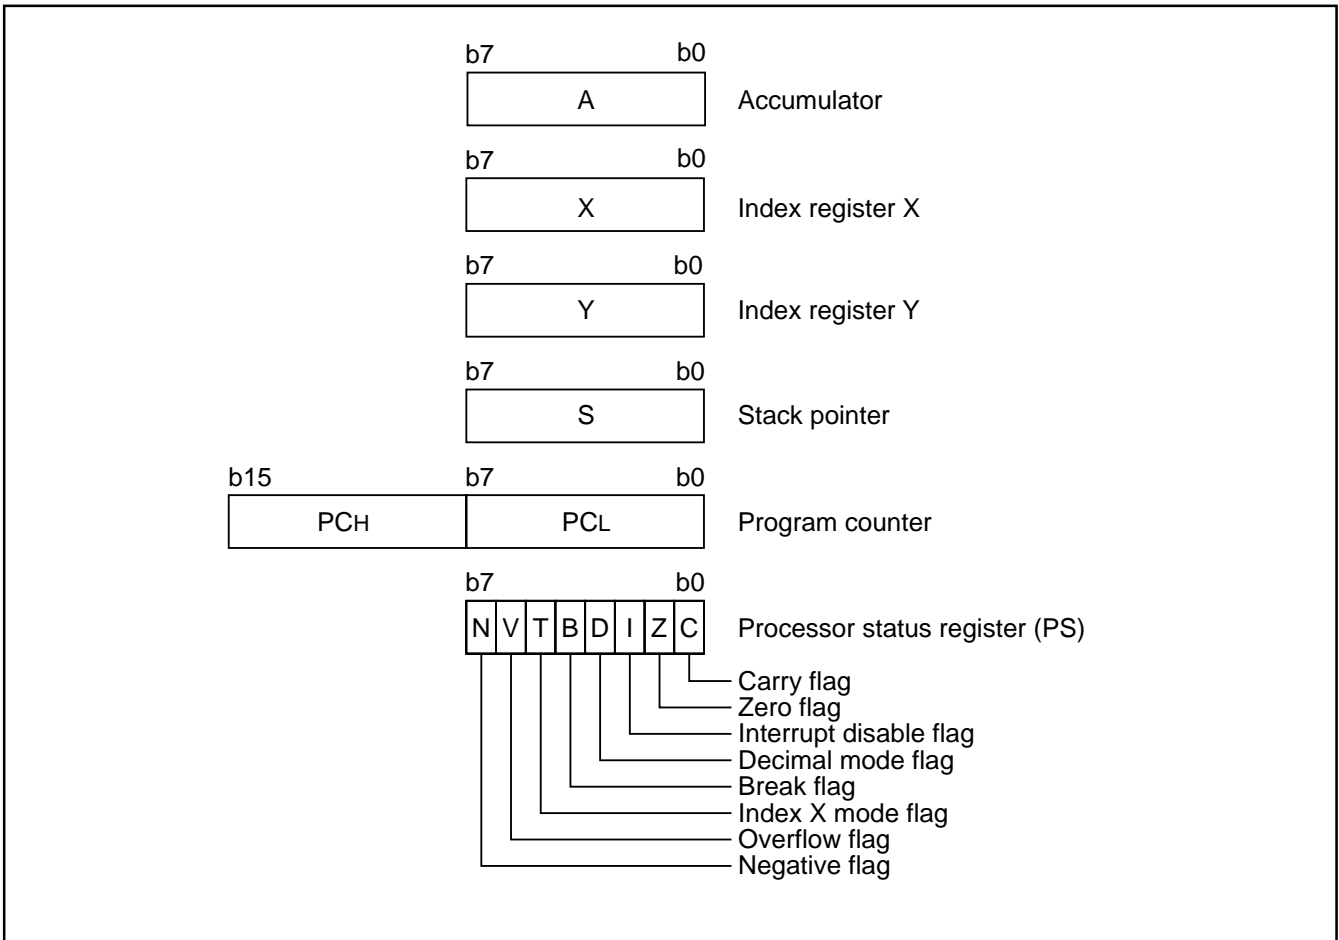 b7 b0
A Accumulator
b7 b0
X Index register X
b7 b0
Y Index register Y
b7 b0
S Stack pointer
b15 b7 b0
PCH PCL Program counter
b7 b0
N V T B D I Z C Processor status register (PS)
Carry flag
Zero flag
Interrupt disable flag
Decimal mode flag
Break flag
Index X mode flag
Overflow flag
Negative flag